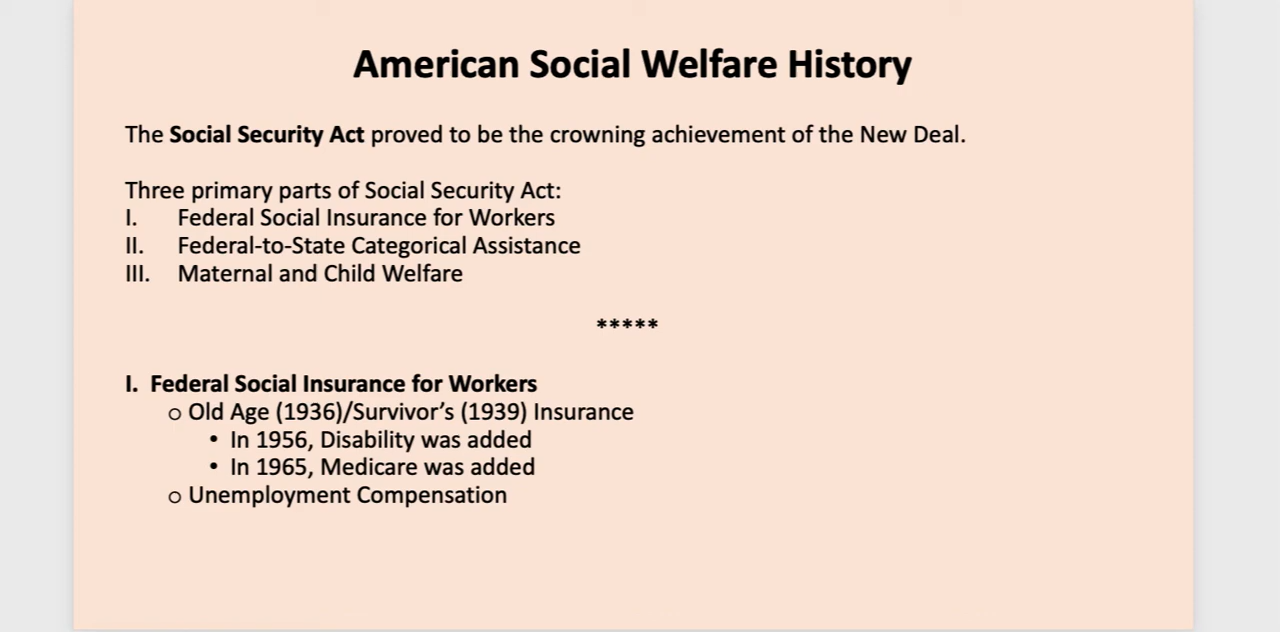 American Social Welfare History
The Social Security Act proved to be the crowning achievement of the New Deal.
Three primary parts of Social Security Act:
I. Federal Social Insurance for Workers
II. Federal-to-State Categorical Assistance
III. Maternal and Child Welfare
*****
I. Federal Social Insurance for Workers
o Old Age (1936)/Survivor’s (1939) Insurance
• In 1956, Disability was added
• In 1965, Medicare was added
o Unemployment Compensation